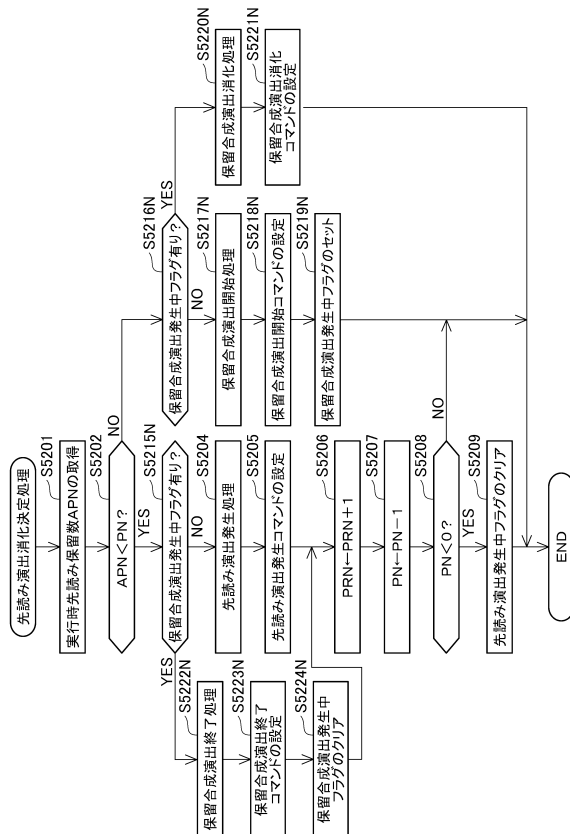 先読み演出消化決定処理
S5201
実行時先読み保留数APNの取得
S5202
APN<PN?
NO
YES
S5215N
保留合成演出発生中フラグ有り?
YES
NO
S5204
先読み演出発生処理
S5205
先読み演出発生コマンドの設定
S5206
PRN←PRN+1
S5207
PN←PN-1
S5208
PN<0?
NO
YES
S5209
先読み演出発生中フラグのクリア
END
S5222N
保留合成演出終了処理
S5223N
保留合成演出終了
コマンドの設定
S5224N
保留合成演出発生中
フラグのクリア
S5216N
保留合成演出発生中フラグ有り?
YES
NO
S5217N
保留合成演出開始処理
S5218N
保留合成演出開始コマンドの設定
S5219N
保留合成演出発生中フラグのセット
S5220N
保留合成演出消化処理
S5221N
保留合成演出消化
コマンドの設定